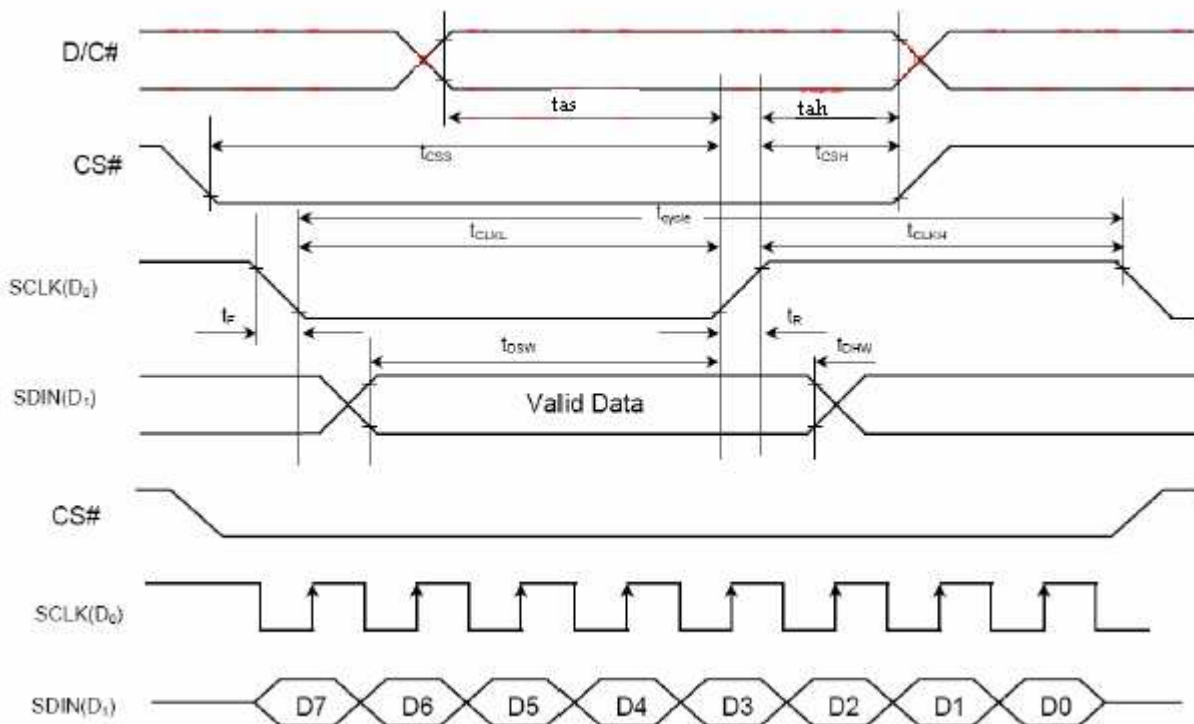 D/C#
tas
tah
CS#
tCSS
tCSH
tcycle
tCLKL
tCLKH
SCLK(D0)
tF
tR
tDSW
tDHW
SDIN(D1)
Valid Data
CS#
SCLK(D0)
SDIN(D1)
D7 D6 D5 D4 D3 D2 D1 D0